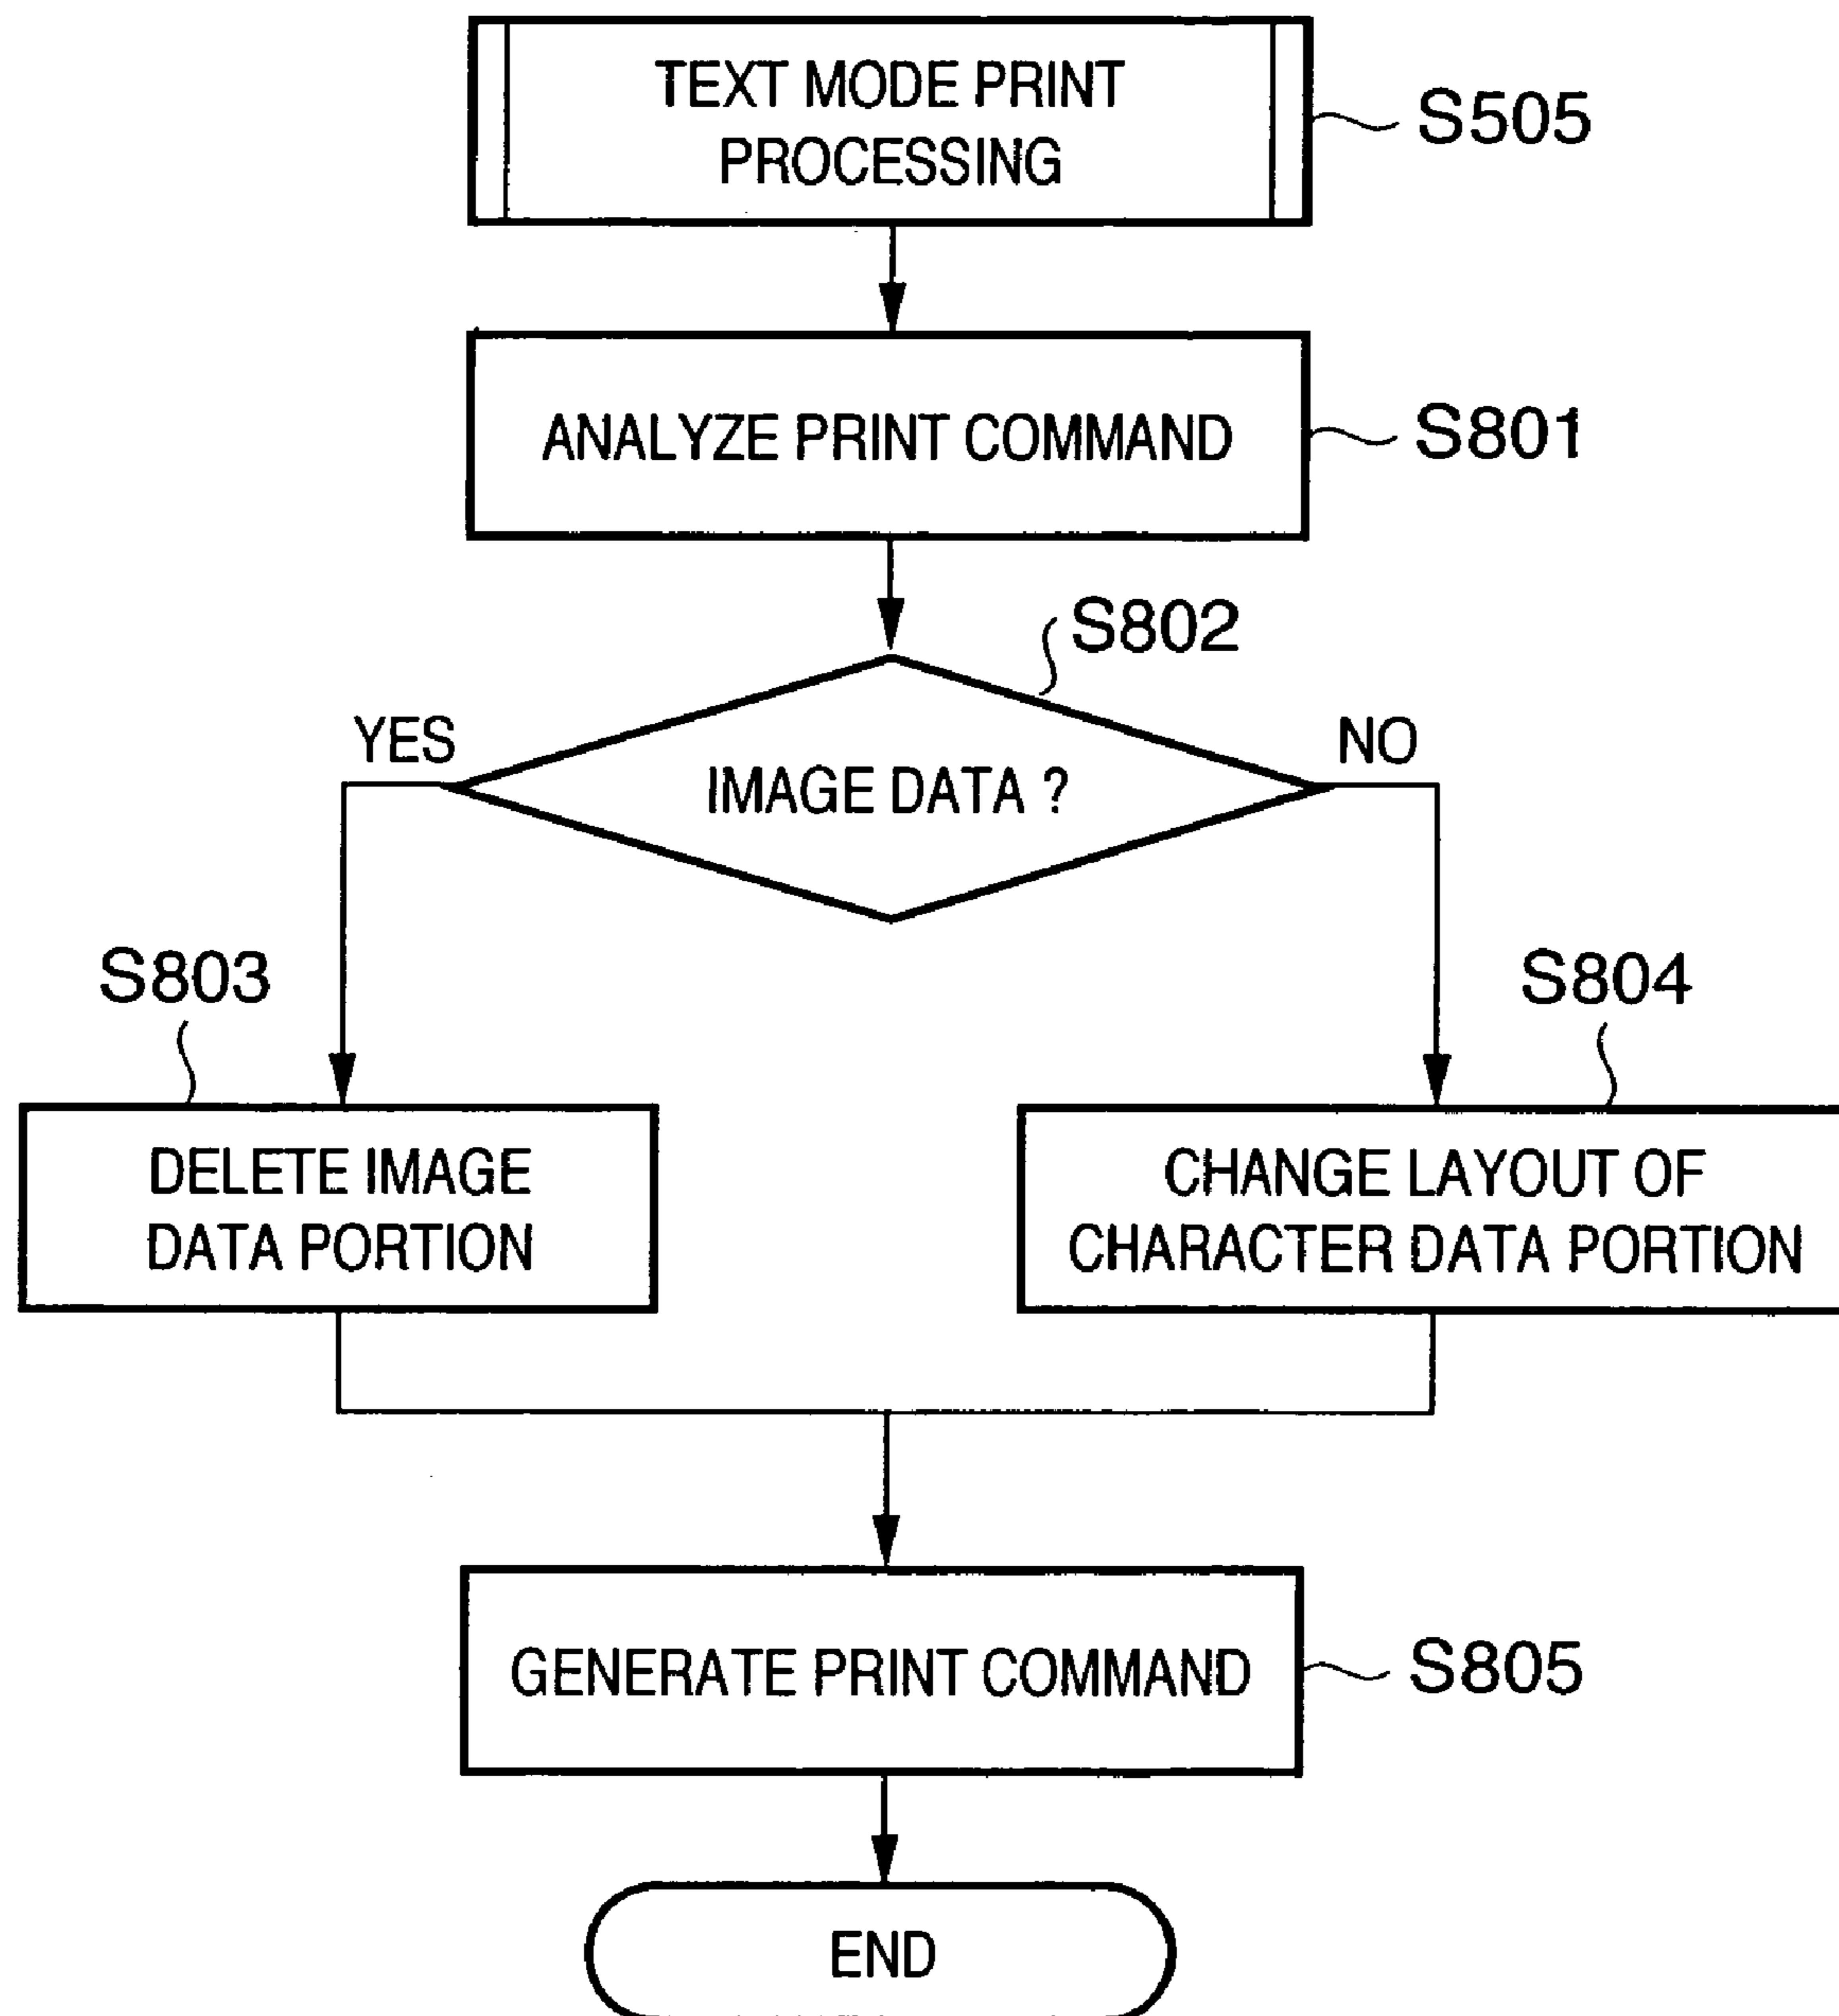 TEXT MODE PRINT
PROCESSING
S505
ANALYZE PRINT COMMAND
S801
S802
YES
IMAGE DATA ?
NO
S803
S804
DELETE IMAGE
DATA PORTION
CHANGE LAYOUT OF
CHARACTER DATA PORTION
GENERATE PRINT COMMAND
S805
END